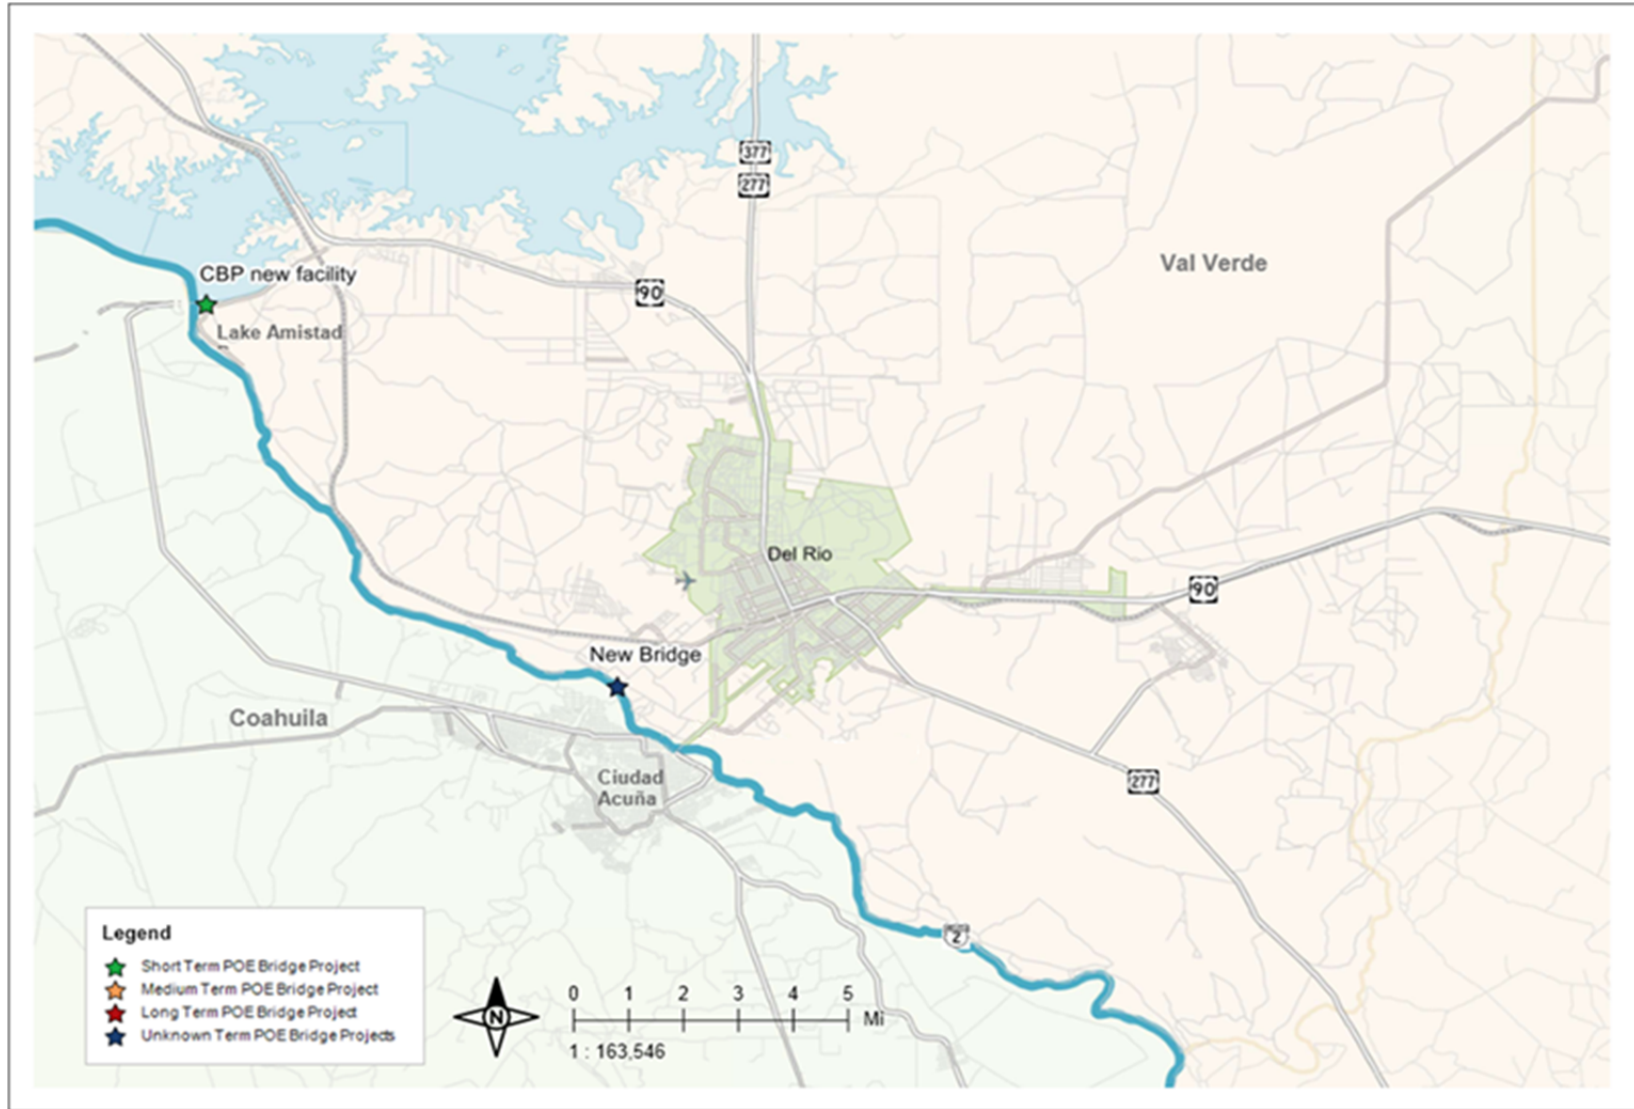 377
277
CBP new facility
Val Verde
90
Lake Amistad
Del Rio
90
New Bridge
Coahuila
Ciudad
Acuña
277
2
Legend
Short Term POE Bridge Project
Medium Term POE Bridge Project
Long Term POE Bridge Project
Unknown Term POE Bridge Projects
N
0 1 2 3 4 5
Mi
1 : 163,546